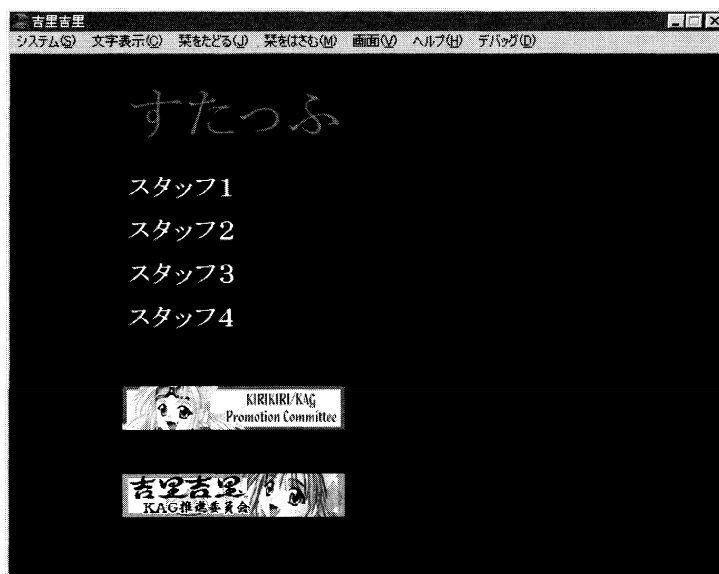 吉里吉里
システム(S) 文字表示(C) 栞をたどる(J) 栞をはさむ(M) 画面(V) ヘルプ(H) デバッグ(D)
すたっふ
スタッフ1
スタッフ2
スタッフ3
スタッフ4
KIRIKIRI/KAG
Promotion Committee
吉里吉里
KAG推進委員会